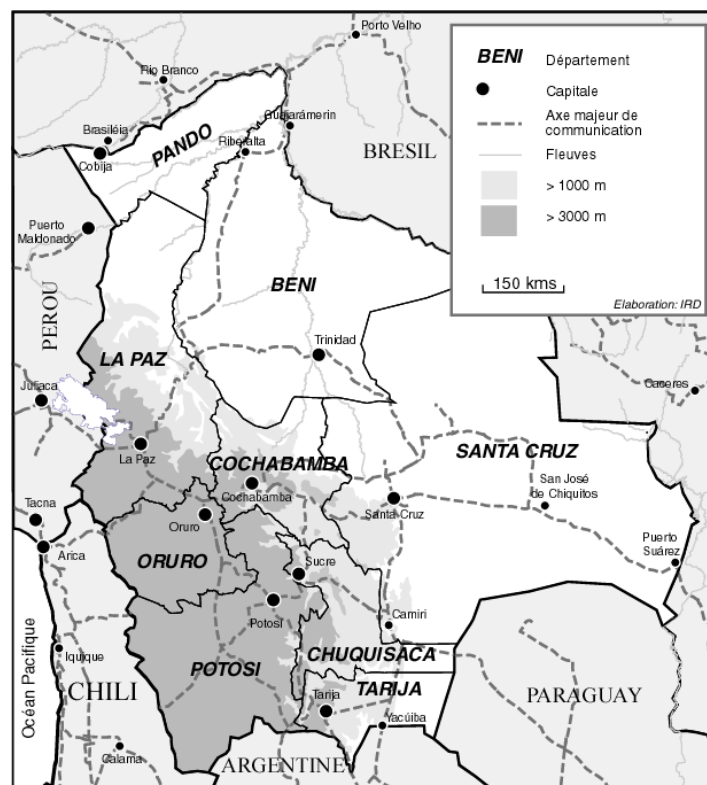 Porto Velho
BENI
Département
Capitale
Axe majeur de
communication
Fleuves
> 1000 m
> 3000 m
150 kms
Elaboration: IRD
Rio Branco
Brasiléia
Cobija
PANDO
Guajarámerin
Riberalta
BRESIL
Puerto
Maldonado
PEROU
BENI
LA PAZ
Trinidad
Juliaca
Caceres
La Paz
COCHABAMBA
Cochabamba
SANTA CRUZ
San José
de Chiquitos
Santa Cruz
Tacna
Oruro
Arica
ORURO
Sucre
Puerto
Suárez
Potosí
Camiri
Océan Pacifique
Iquique
POTOSI
CHUQUISACA
CHILI
TARIJA
Tarija
Yacúiba
PARAGUAY
Calama
ARGENTINE